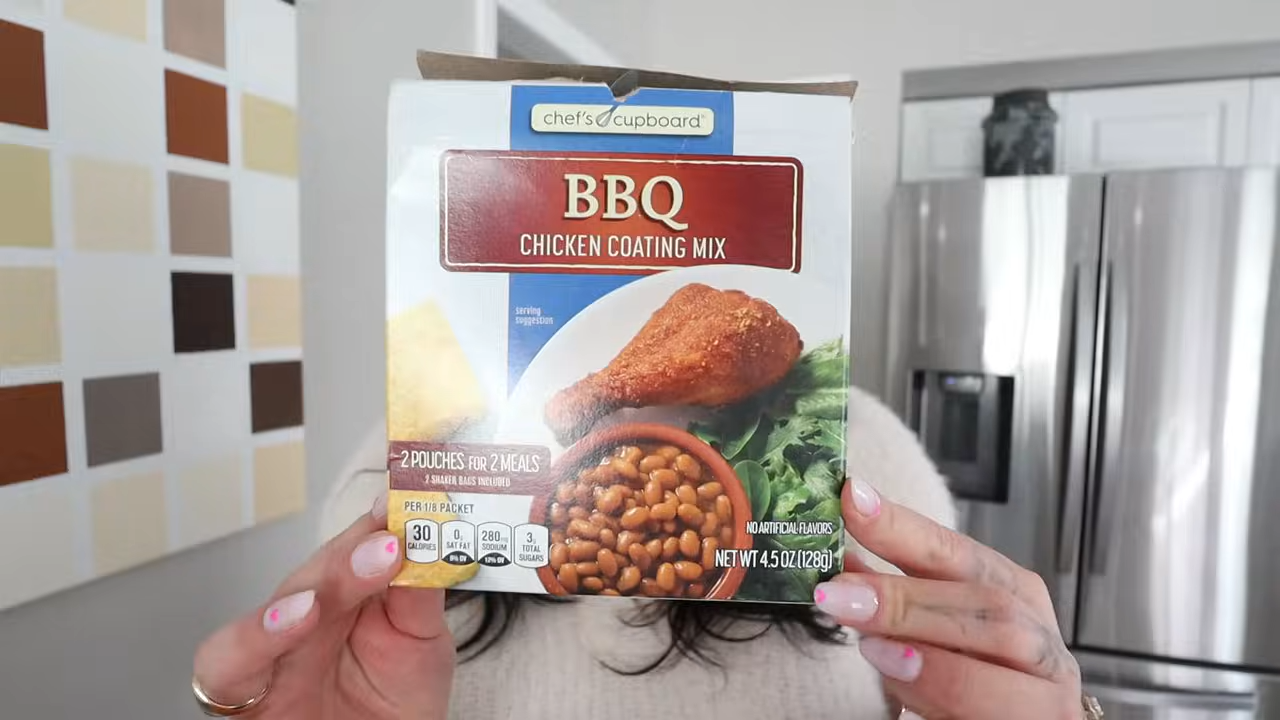 chef's cupboard
BBQ
CHICKEN COATING MIX
serving
suggestion
2 POUCHES FOR 2 MEALS
2 SHAKER BAGS INCLUDED
PER 1/8 PACKET
30 CALORIES
0g SAT FAT 0% DV
280mg SODIUM 12% DV
3g TOTAL SUGARS
NO ARTIFICIAL FLAVORS
NET WT 4.5 OZ (128g)